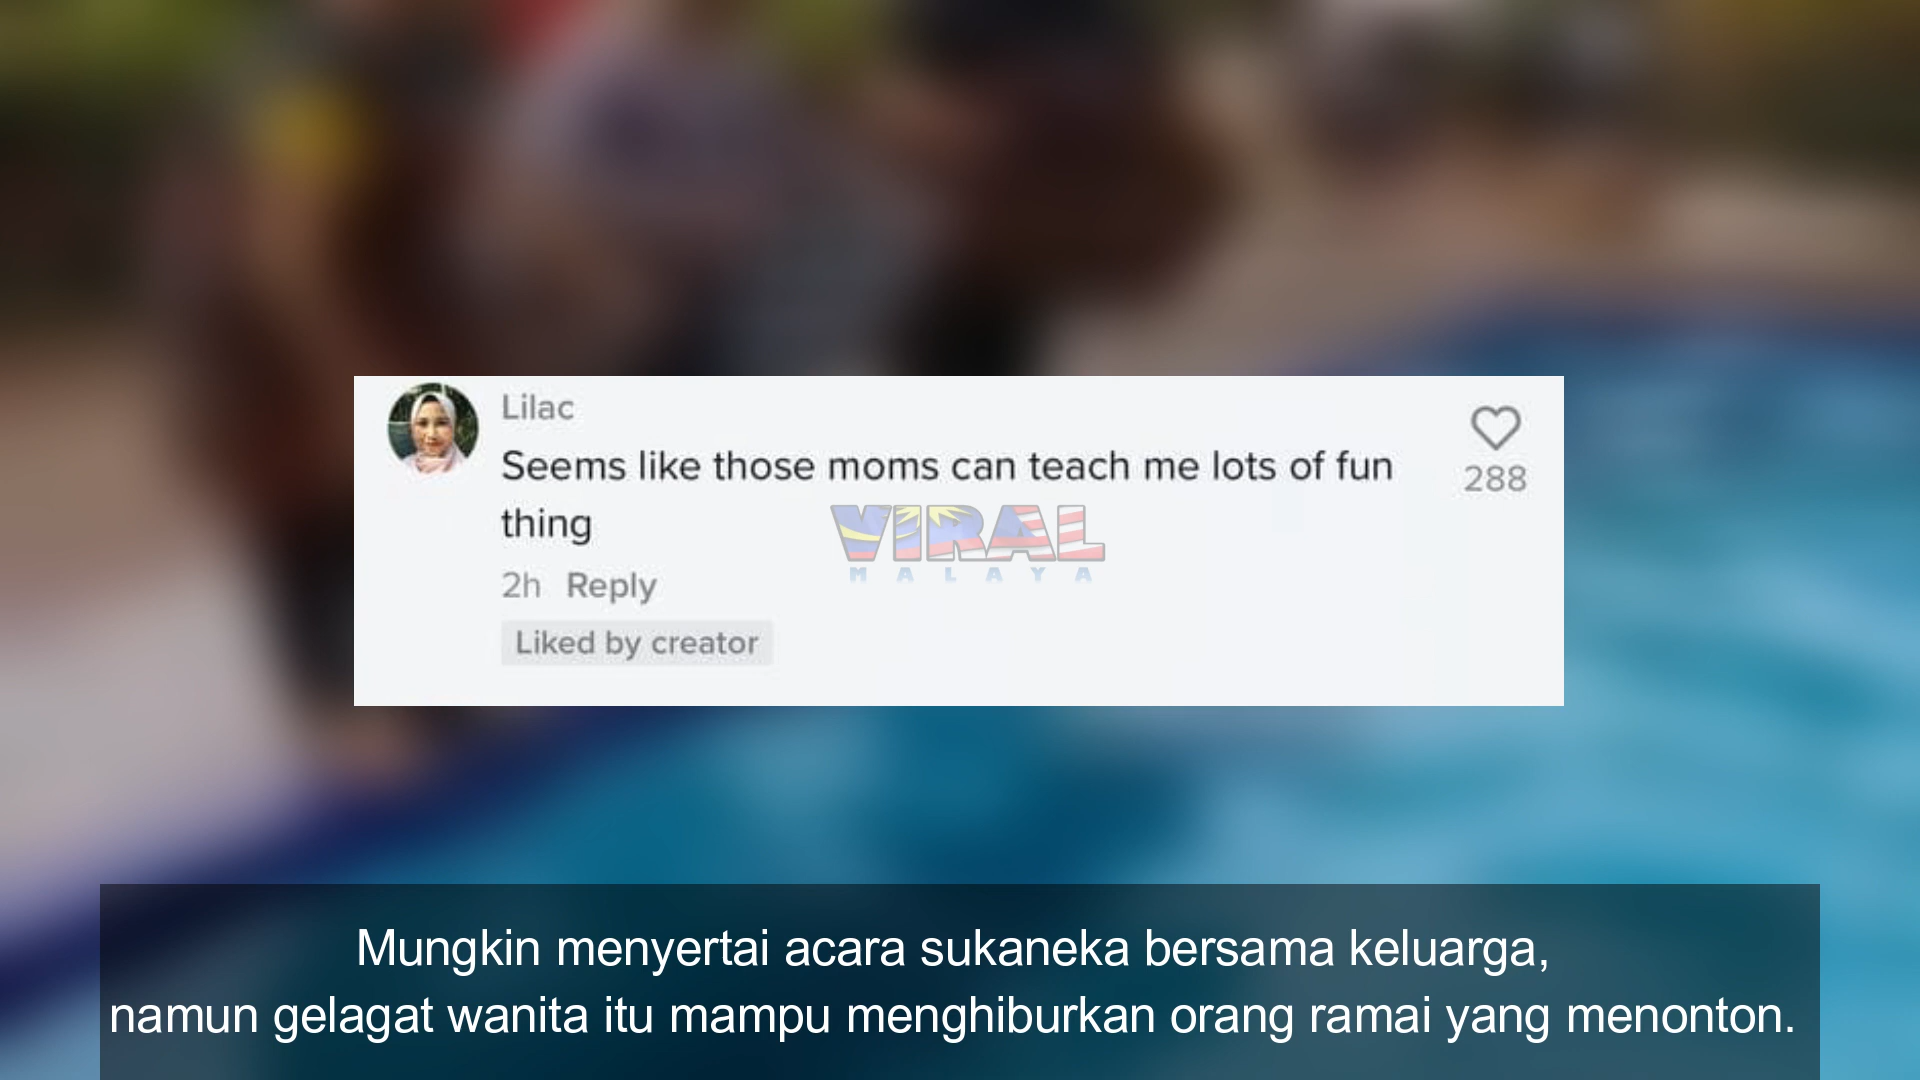 Lilac
288
Seems like those moms can teach me lots of fun
thing
VIRAL
MALAYA
2h Reply
Liked by creator
Mungkin menyertai acara sukaneka bersama keluarga,
namun gelagat wanita itu mampu menghiburkan orang ramai yang menonton.